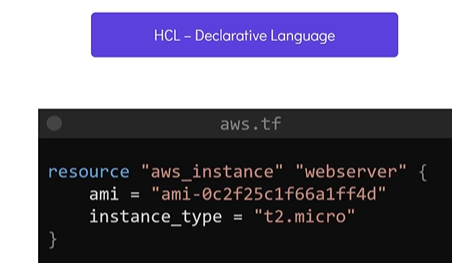 HCL – Declarative Language
aws.tf
resource "aws_instance" "webserver" {
    ami = "ami-0c2f25c1f66a1ff4d"
    instance_type = "t2.micro"
}